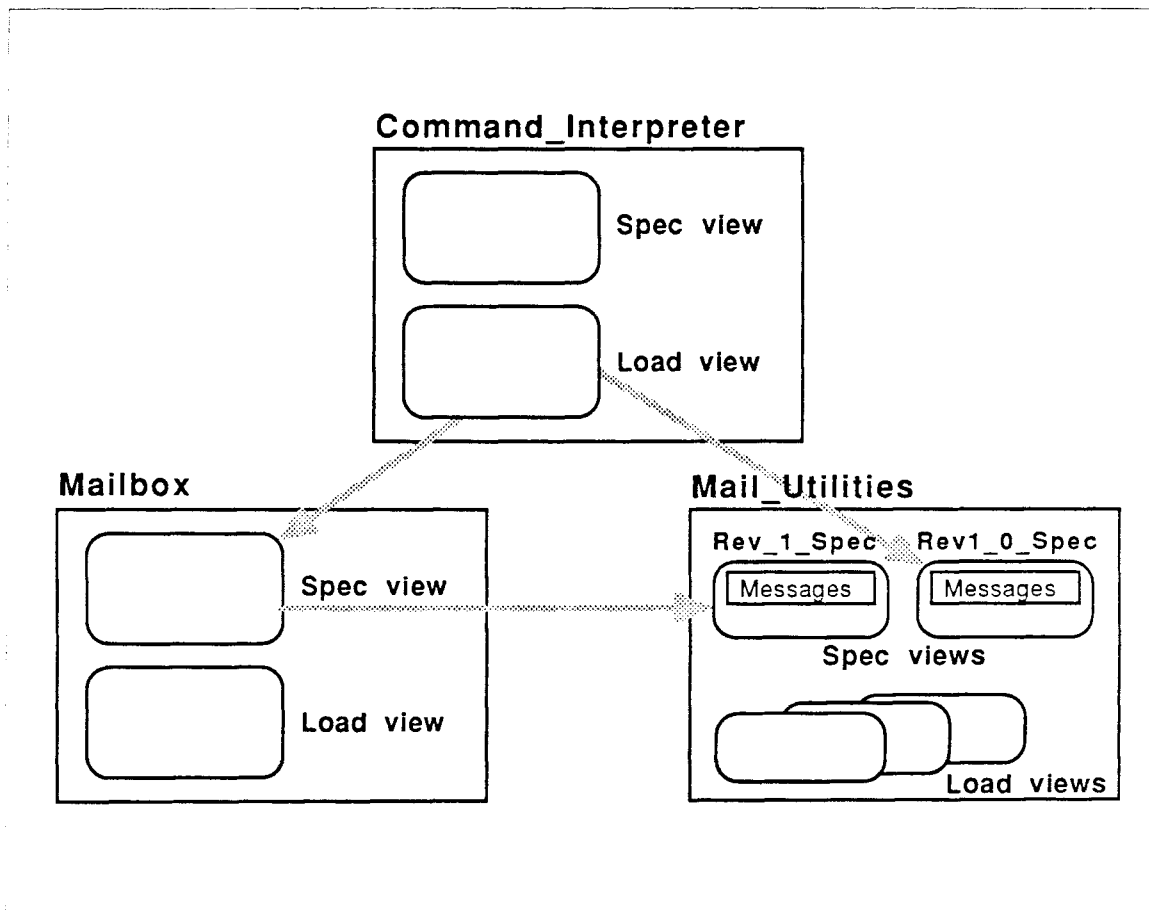 Command_Interpreter
Spec view
Load view
Mailbox
Spec view
Load view
Mail_Utilities
Rev_1_Spec Rev1_0_Spec
Messages Messages
Spec views
Load views